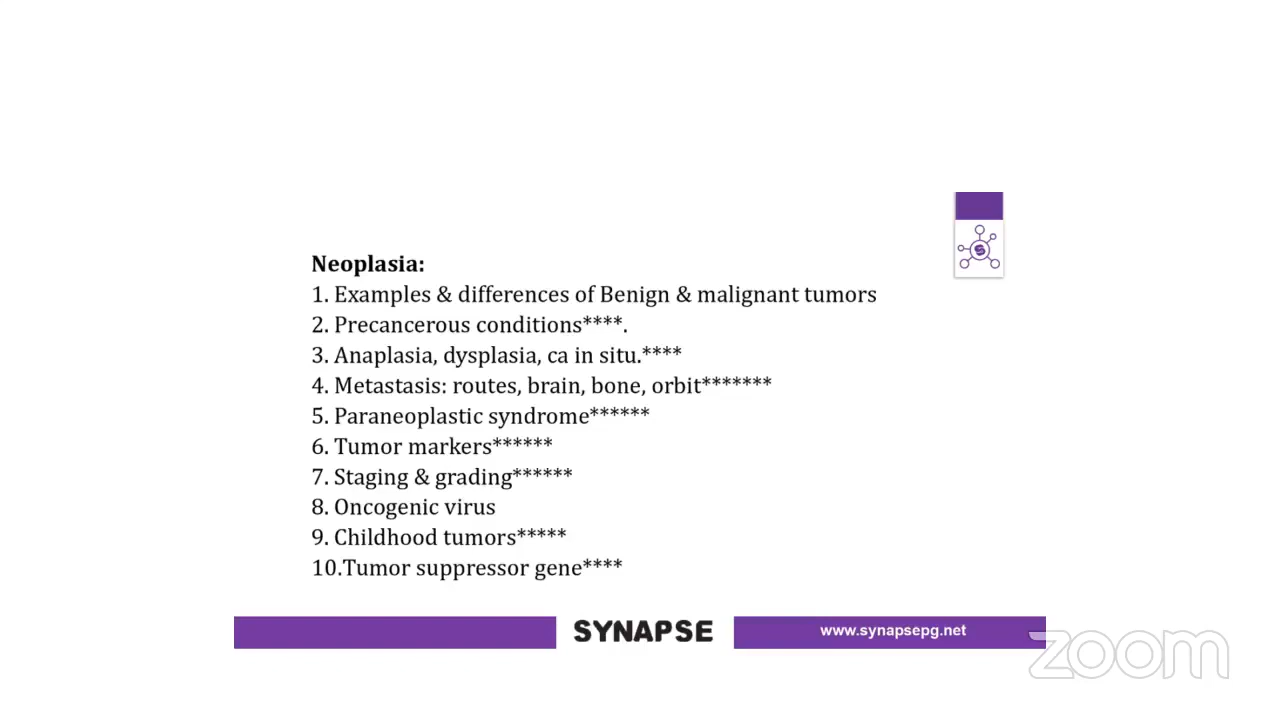 Neoplasia:
1. Examples & differences of Benign & malignant tumors
2. Precancerous conditions****.
3. Anaplasia, dysplasia, ca in situ.****
4. Metastasis: routes, brain, bone, orbit*******
5. Paraneoplastic syndrome******
6. Tumor markers******
7. Staging & grading******
8. Oncogenic virus
9. Childhood tumors*****
10.Tumor suppressor gene****
S
SYNAPSE
www.synapsepg.net
zoom